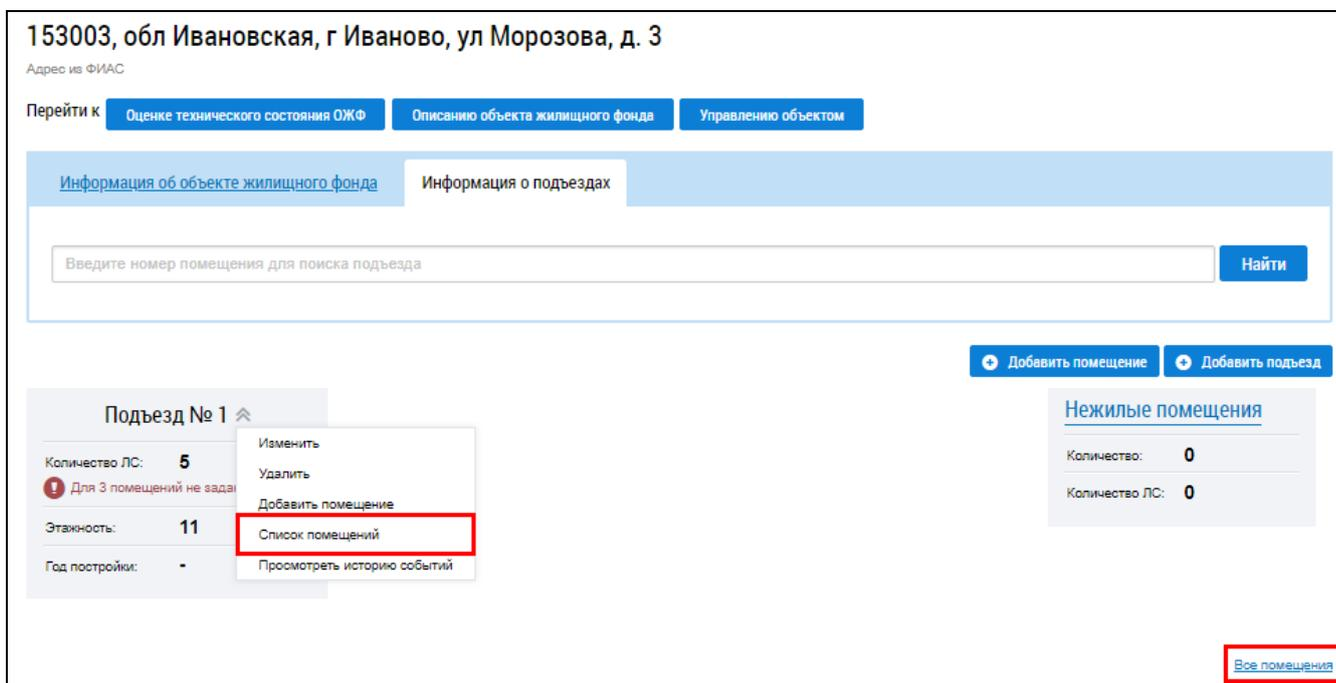 153003, обл Ивановская, г Иваново, ул Морозова, д. 3
Адрес из ФИАС
Перейти к Оценке технического состояния ОЖФ Описанию объекта жилищного фонда Управлению объектом
Информация об объекте жилищного фонда Информация о подъездах
Введите номер помещения для поиска подъезда Найти
Добавить помещение Добавить подъезд
Подъезд № 1
Изменить
Количество ЛС: 5
Удалить
Для 3 помещений не
Добавить помещение
Этажность: 11
Список помещений
Год постройки: -
Просмотреть историю событий
Нежилые помещения
Количество: 0
Количество ЛС: 0
Все помещения